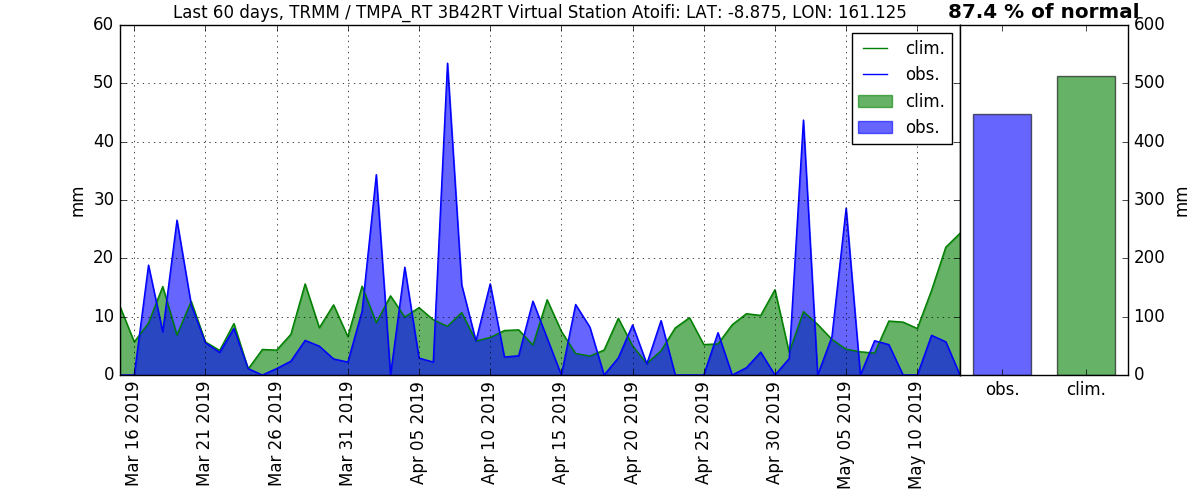 Last 60 days, TRMM / TMPA_RT 3B42RT Virtual Station Atoifi: LAT: -8.875, LON: 161.125
87.4 % of normal
60
50
40
30
20
10
0
mm
clim.
obs.
clim.
obs.
600
500
400
300
200
100
0
mm
obs.
clim.
Mar 16 2019
Mar 21 2019
Mar 26 2019
Mar 31 2019
Apr 05 2019
Apr 10 2019
Apr 15 2019
Apr 20 2019
Apr 25 2019
Apr 30 2019
May 05 2019
May 10 2019